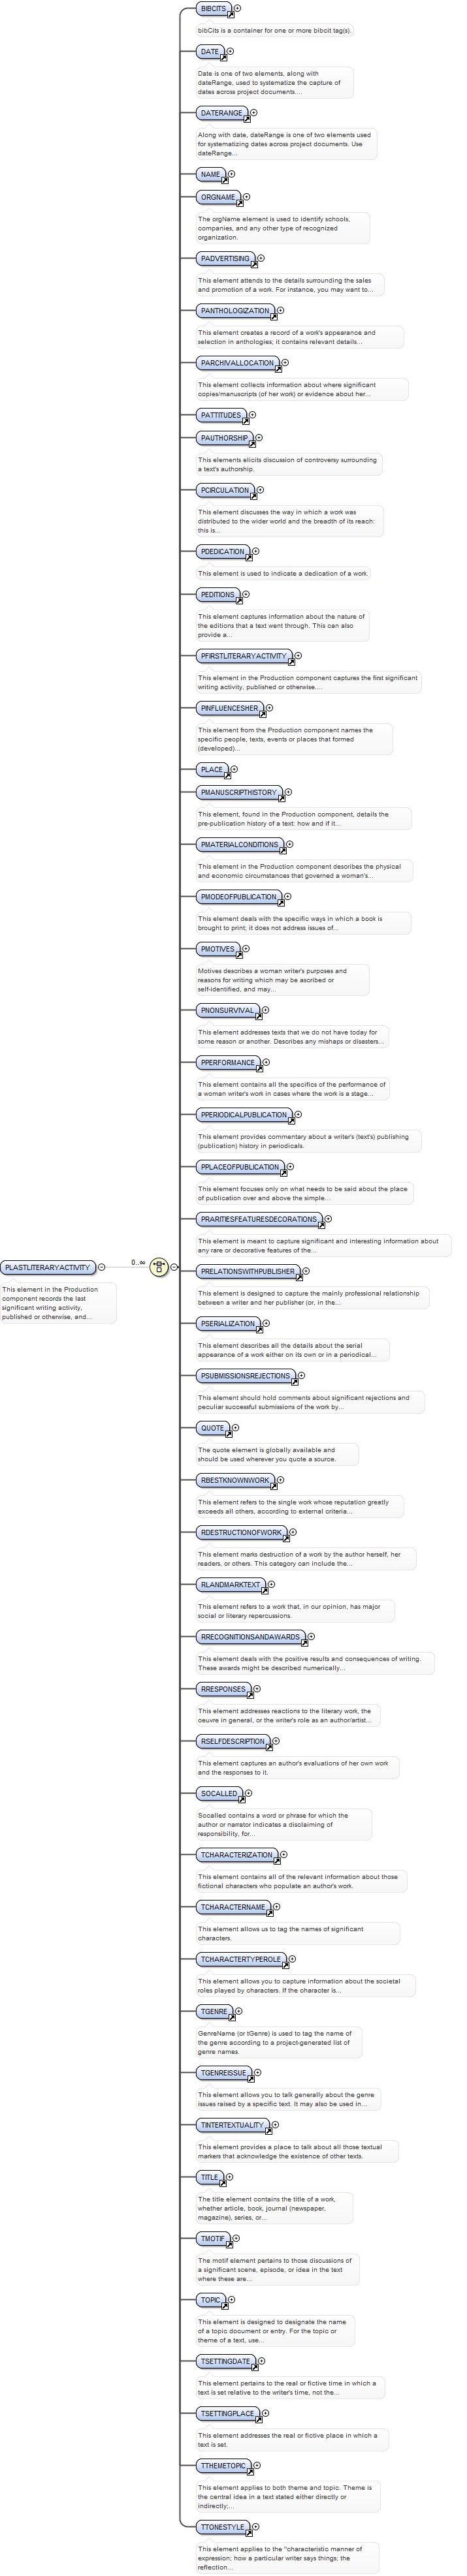 BIBCITS
bibCits is a container for one or more bibcit tag(s).
DATE
Date is one of two elements, along with
dateRange, used to systematize the capture of
dates across project documents....
DATERANGE
Along with date, dateRange is one of two elements used
for systematizing dates across project documents. Use
dateRange...
NAME
ORGNAME
The orgName element is used to identify schools,
companies, and any other type of recognized
organization.
PADVERTISING
This element attends to the details surrounding the sales
and promotion of a work. For instance, you may want to...
PANTHOLOGIZATION
This element creates a record of a work's appearance and
selection in anthologies; it contains relevant details...
PARCHIVALLOCATION
This element collects information about where significant
copies/manuscripts (of her work) or evidence about her...
PATTITUDES
PAUTHORSHIP
This elements elicits discussion of controversy surrounding
a text's authorship.
PCIRCULATION
This element discusses the way in which a work was
distributed to the wider world and the breadth of its reach:
this is...
PDEDICATION
This element is used to indicate a dedication of a work.
PEDITIONS
This element captures information about the nature of
the editions that a text went through. This can also
provide a...
PFIRSTLITERARYACTIVITY
This element in the Production component captures the first significant
writing activity, published or otherwise....
PINFLUENCESHER
This element from the Production component names the
specific people, texts, events or places that formed
(developed)...
PLACE
PMANUSCRIPTHISTORY
This element, found in the Production component, details the
pre-publication history of a text: how and if it...
PMATERIALCONDITIONS
This element in the Production component describes the physical
and economic circumstances that governed a woman's...
PMODEOFPUBLICATION
This element deals with the specific ways in which a book is
brought to print; it does not address issues of...
PMOTIVES
Motives describes a woman writer's purposes and
reasons for writing which may be ascribed or
self-identified, and may...
PNONSURVIVAL
This element addresses texts that we do not have today for
some reason or another. Describes any mishaps or disasters...
PPERFORMANCE
This element contains all the specifics of the performance of
a woman writer's work in cases where the work is a stage...
PPERIODICALPUBLICATION
This element provides commentary about a writer's (text's) publishing
(publication) history in periodicals.
PPLACEOFPUBLICATION
This element focuses only on what needs to be said about the place
of publication over and above the simple...
PRARITIESFEATURESDECORATIONS
This element is meant to capture significant and interesting information about
any rare or decorative features of the...
PLASTLITERARYACTIVITY
0..∞
This element in the Production
component records the last
significant writing activity,
published or otherwise, and...
PRELATIONSWITHPUBLISHER
This element is designed to capture the mainly professional relationship
between a writer and her publisher (or, in the...
PSERIALIZATION
This element describes all the details about the serial
appearance of a work either on its own or in a periodical...
PSUBMISSIONSREJECTIONS
This element should hold comments about significant rejections and
peculiar successful submissions of the work by...
QUOTE
The quote element is globally available and
should be used wherever you quote a source.
RBESTKNOWNWORK
This element refers to the single work whose reputation greatly
exceeds all others, according to external criteria...
RDESTRUCTIONOFWORK
This element marks destruction of a work by the author herself, her
readers, or others. This category can include the...
RLANDMARKTEXT
This element refers to a work that, in our opinion, has major
social or literary repercussions.
RRECOGNITIONSANDAWARDS
This element deals with the positive results and consequences of writing.
These awards might be described numerically...
RRESPONSES
This element addresses reactions to the literary work, the
oeuvre in general, or the writer's role as an author/artist...
RSELFDESCRIPTION
This element captures an author's evaluations of her own work
and the responses to it.
SOCALLED
Socalled contains a word or phrase for which the
author or narrator indicates a disclaiming of
responsibility, for...
TCHARACTERIZATION
This element contains all of the relevant information about those
fictional characters who populate an author's work.
TCHARACTERNAME
This element allows us to tag the names of significant
characters.
TCHARACTERTYPEROLE
This element allows you to capture information about the societal
roles played by characters. If the character is...
TGENRE
GenreName (or tGenre) is used to tag the name of
the genre according to a project-generated list of
genre names.
TGENREISSUE
This element allows you to talk generally about the genre
issues raised by a specific text. It may also be used in...
TINTERTEXTUALITY
This element provides a place to talk about all those textual
markers that acknowledge the existence of other texts.
TITLE
The title element contains the title of a work,
whether article, book, journal (newspaper,
magazine), series, or...
TMOTIF
The motif element pertains to those discussions of
a significant scene, episode, or idea in the text
where these are...
TOPIC
This element is designed to designate the name
of a topic document or entry. For the topic or
theme of a text, use...
TSETTINGDATE
This element pertains to the real or fictive time in which a
text is set relative to the writer's time, not the...
TSETTINGPLACE
This element addresses the real or fictive place in which a
text is set.
TTHEMETOPIC
This element applies to both theme and topic. Theme is
the central idea in a text stated either directly or
indirectly;...
TTONESTYLE
This element applies to the "characteristic manner of
expression; how a particular writer says things; the
reflection...